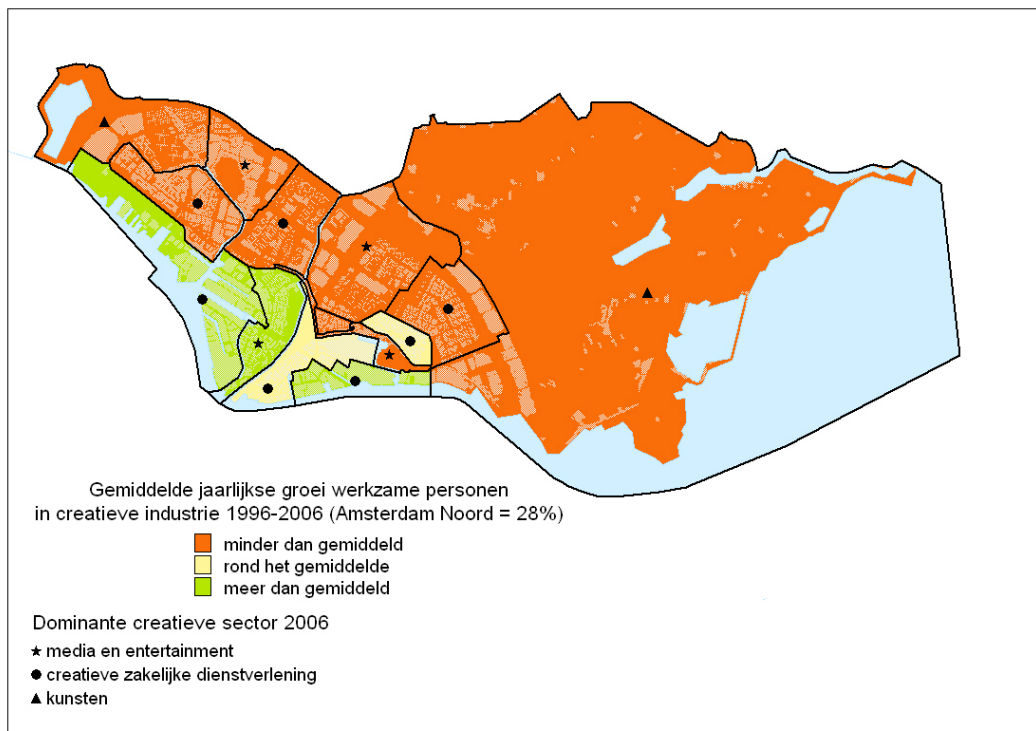 Gemiddelde jaarlijkse groei werkzame personen
in creatieve industrie 1996-2006 (Amsterdam Noord = 28%)
minder dan gemiddeld
rond het gemiddelde
meer dan gemiddeld
Dominante creatieve sector 2006
media en entertainment
creatieve zakelijke dienstverlening
kunsten